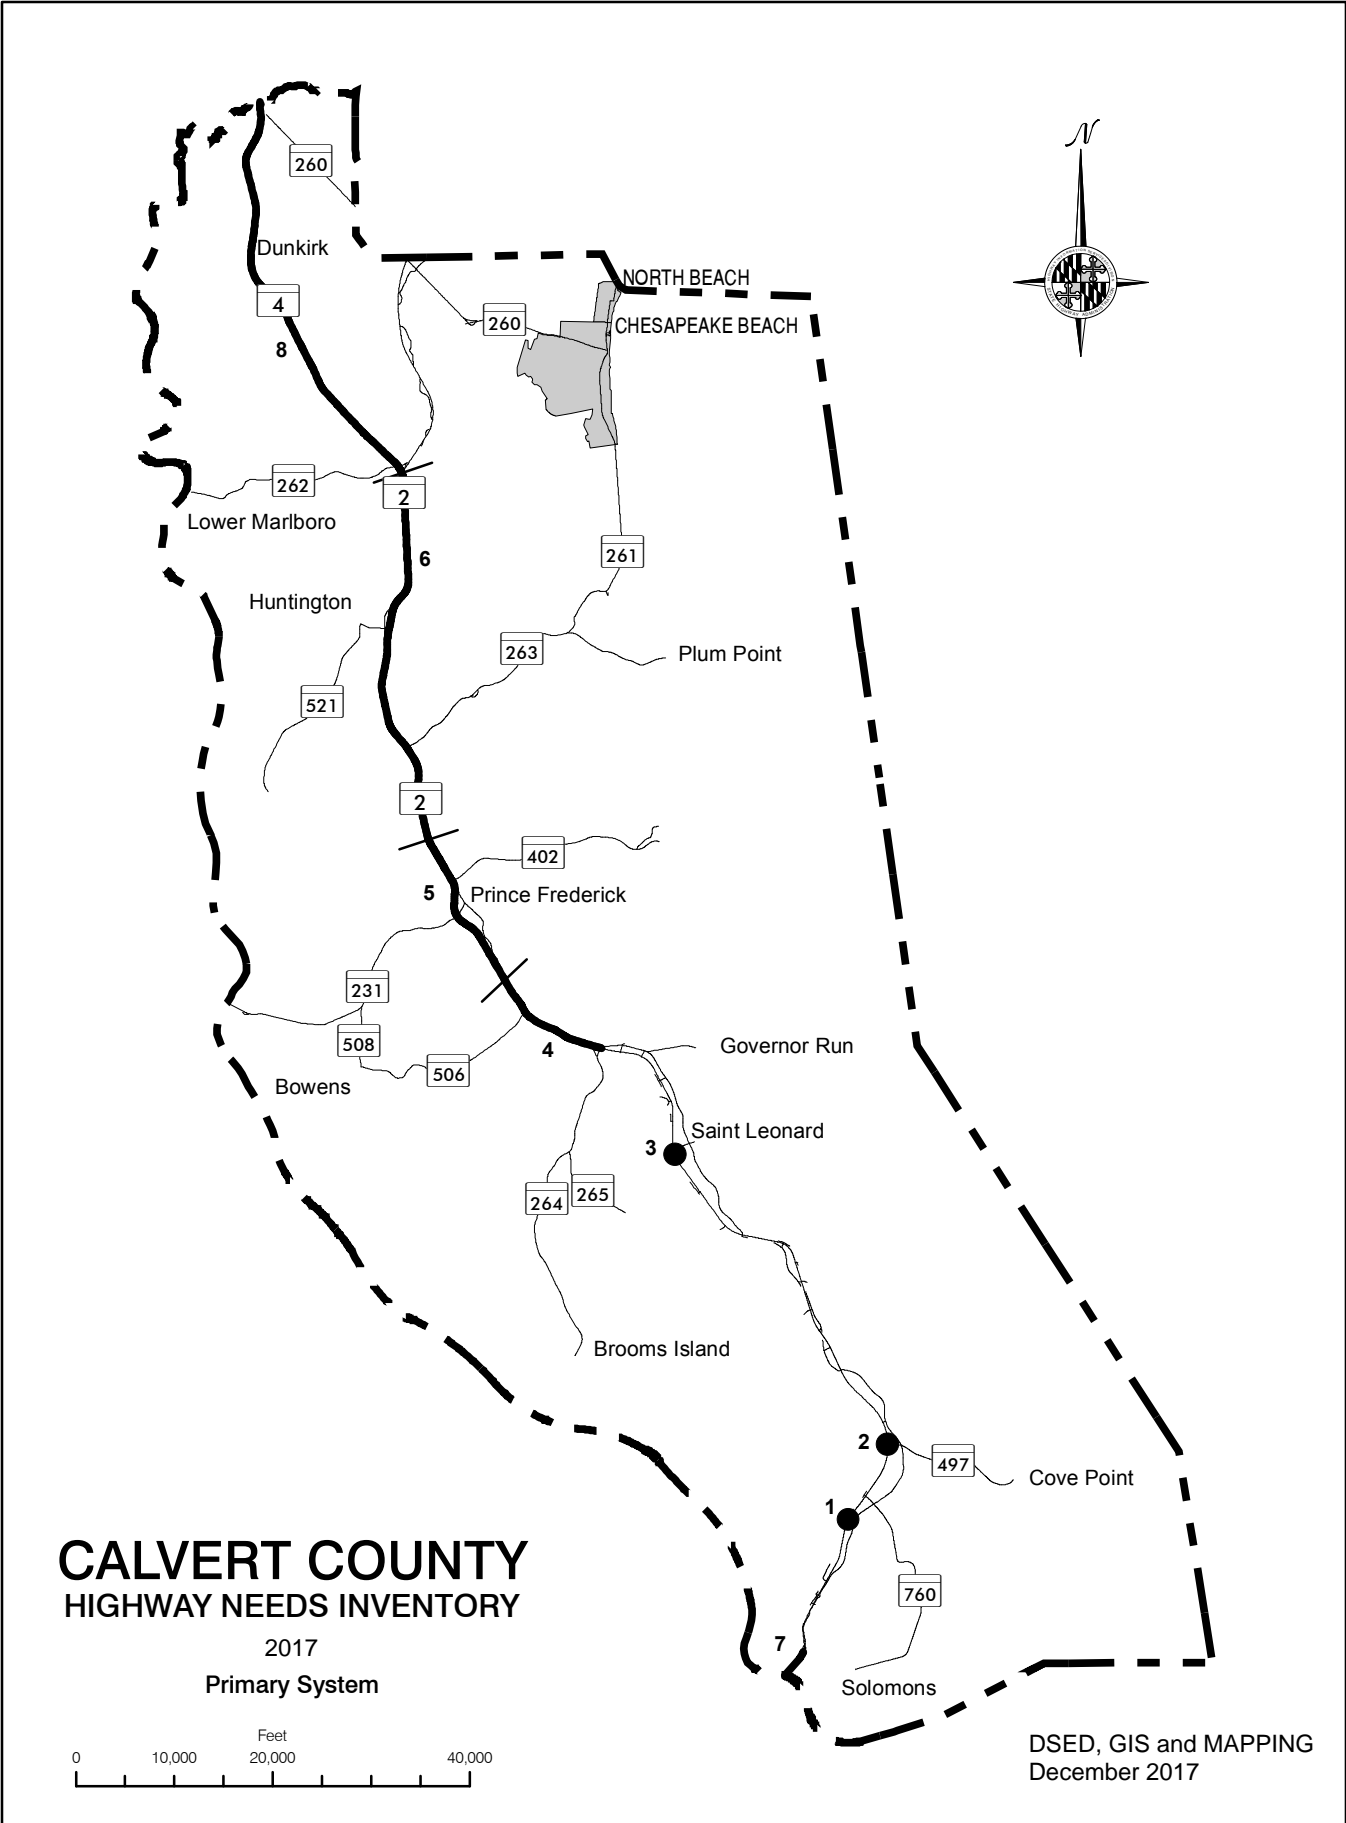 N
260
Dunkirk
4
8
NORTH BEACH
260
CHESAPEAKE BEACH
262
2
Lower Marlboro
6
261
Huntington
263
Plum Point
521
2
402
5
Prince Frederick
231
508
4
Governor Run
506
Bowens
Saint Leonard
3
264
265
Brooms Island
2
497
Cove Point
1
760
7
Solomons
CALVERT COUNTY
HIGHWAY NEEDS INVENTORY
2017
Primary System
Feet
0 10,000 20,000 40,000
DSED, GIS and MAPPING
December 2017